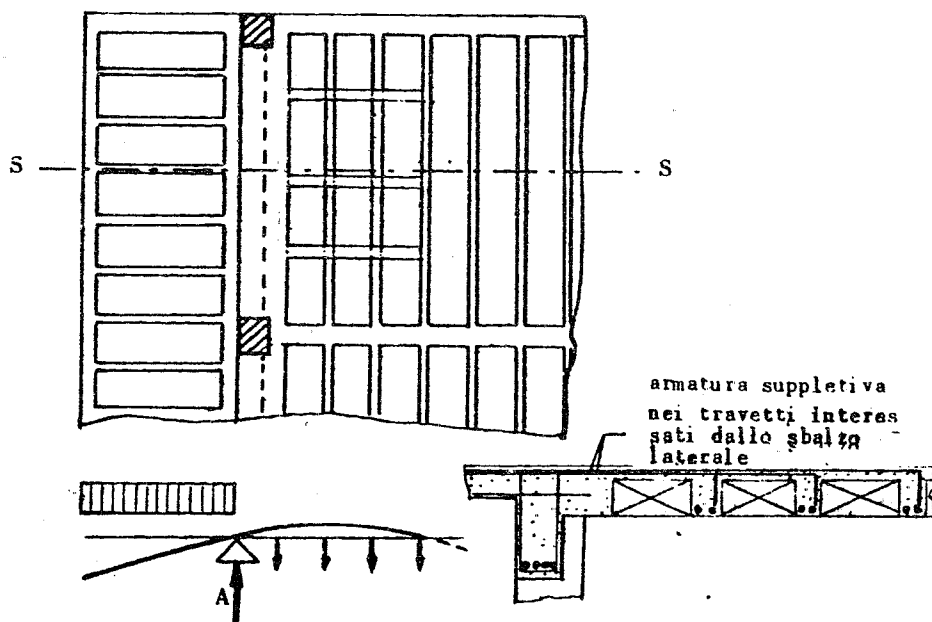 S
S
armatura suppletiva
nei travetti interes
sati dallo sbalzo
laterale
A